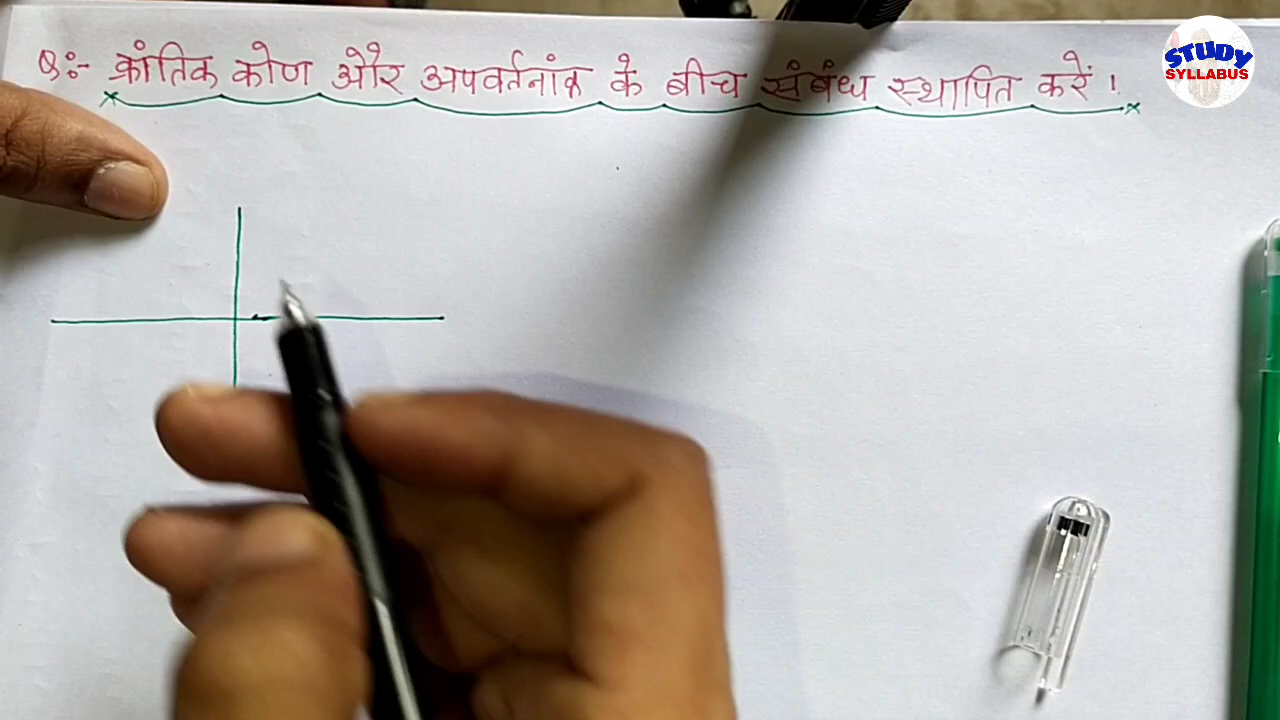 Q:- क्रांतिक कोण और अपवर्तनांक के बीच संबंध स्थापित करें।
STUDY
SYLLABUS